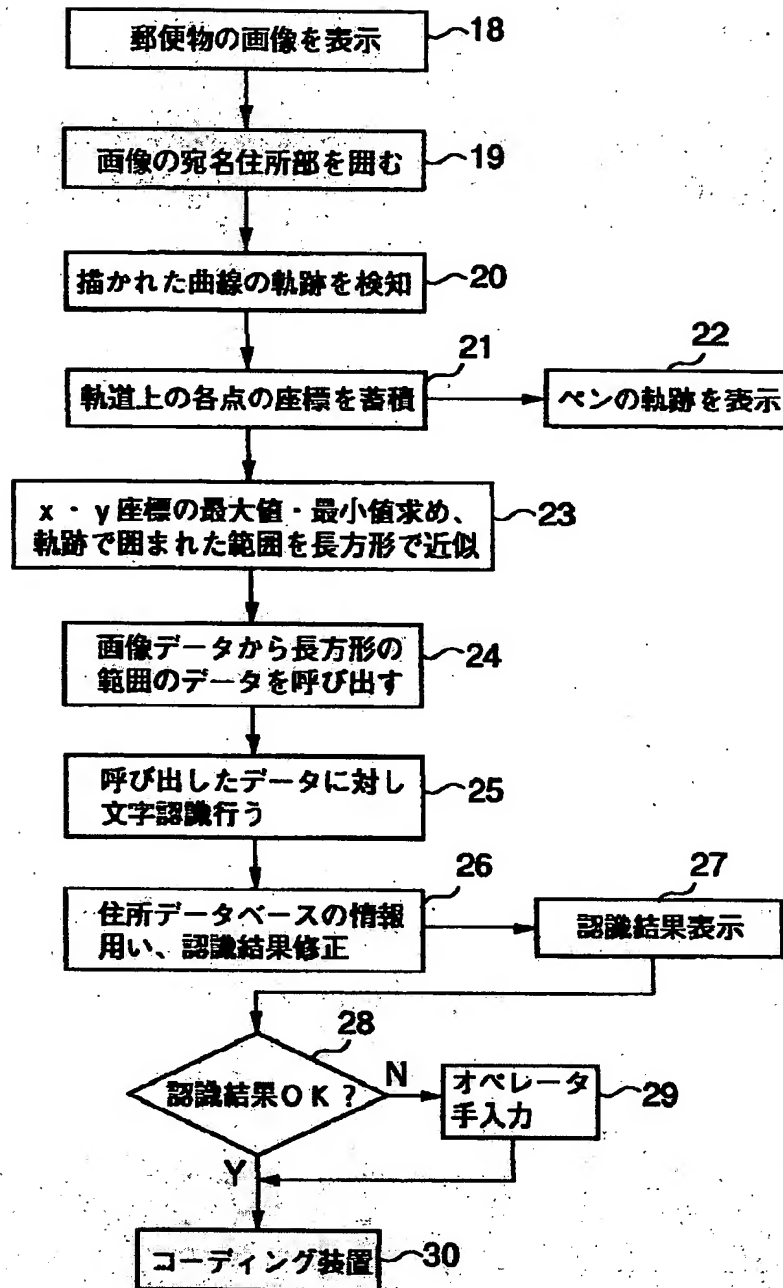 郵便物の画像を表示 18
画像の宛名住所部を囲む 19
描かれた曲線の軌跡を検知 20
21
22
軌道上の各点の座標を蓄積
ペンの軌跡を表示
x・y座標の最大値・最小値求め、 23
軌跡で囲まれた範囲を長方形で近似
画像データから長方形の 24
範囲のデータを呼び出す
呼び出したデータに対し 25
文字認識行う
26
27
住所データベースの情報
用い、認識結果修正
認識結果表示
28
認識結果OK?
N
オペレータ 29
手入力
Y
コーディング装置 30